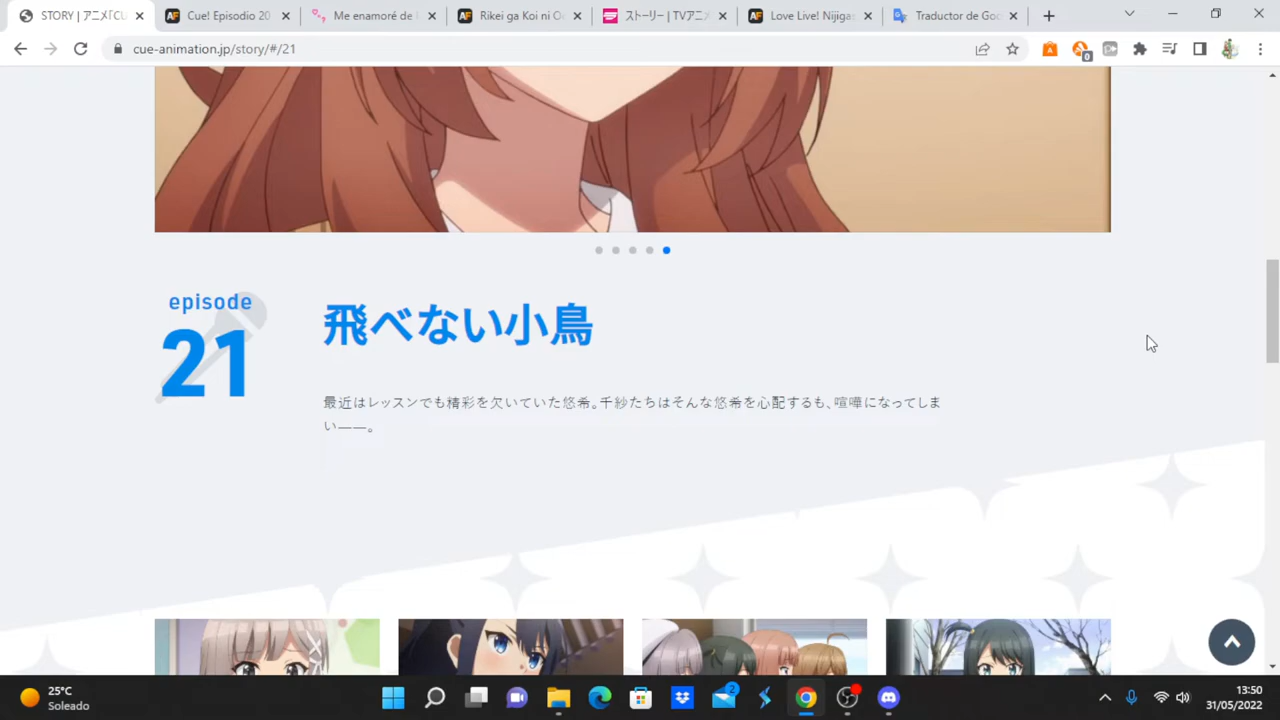 STORY | アニメ「CU
Cue! Episodio 20
Me enamoré de
Rikei ga Koi ni O
ストーリー | TVアニメ
Love Live! Nijiga
Traductor de Goo
cue-animation.jp/story/#/21
0
episode
21
飛べない小鳥
最近はレッスンでも精彩を欠いていた悠希。千紗たちはそんな悠希を心配するも、喧嘩になってしま
い――。
25°C
Soleado
2
13:50
31/05/2022